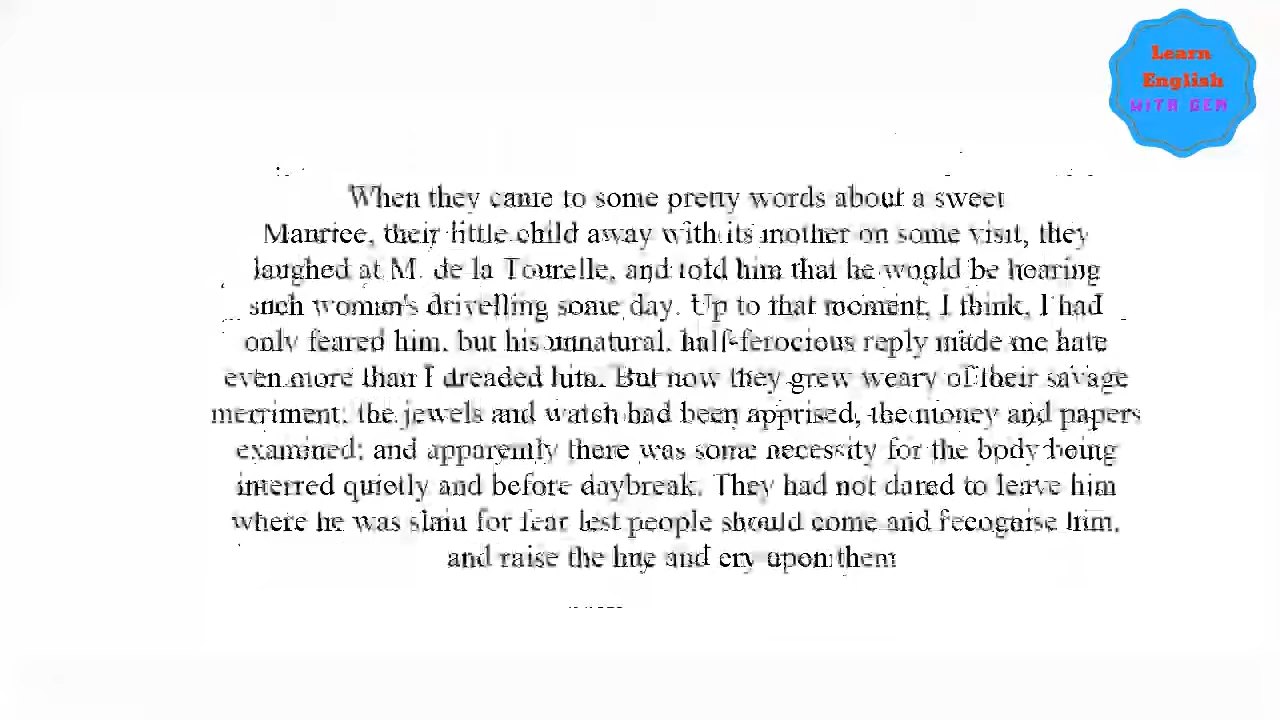 Learn
English
WITH GEM
When they came to some pretty words about a sweet
Maurice, their little child away with its mother on some visit, they
laughed at M. de la Tourelle, and told him that he would be hearing
such woman's drivelling some day. Up to that moment, I think, I had
only feared him, but his unnatural, half-ferocious reply made me hate
even more than I dreaded him. But now they grew weary of their savage
merriment; the jewels and watch had been apprised, the money and papers
examined; and apparently there was some necessity for the body being
interred quietly and before daybreak. They had not dared to leave him
where he was slain for fear lest people should come and recognise him,
and raise the hue and cry upon them